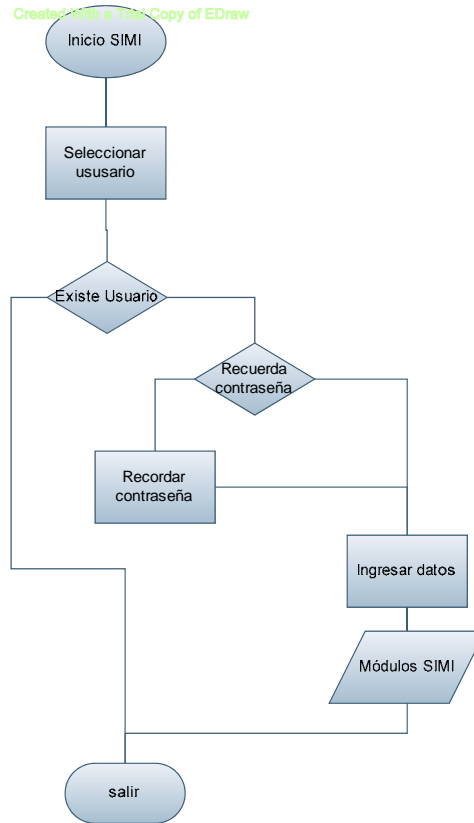 Created With a Trial Copy of EDraw
Inicio SIMI
Seleccionar
ususario
Existe Usuario
Recuerda
contraseña
Recordar
contraseña
Ingresar datos
Módulos SIMI
salir